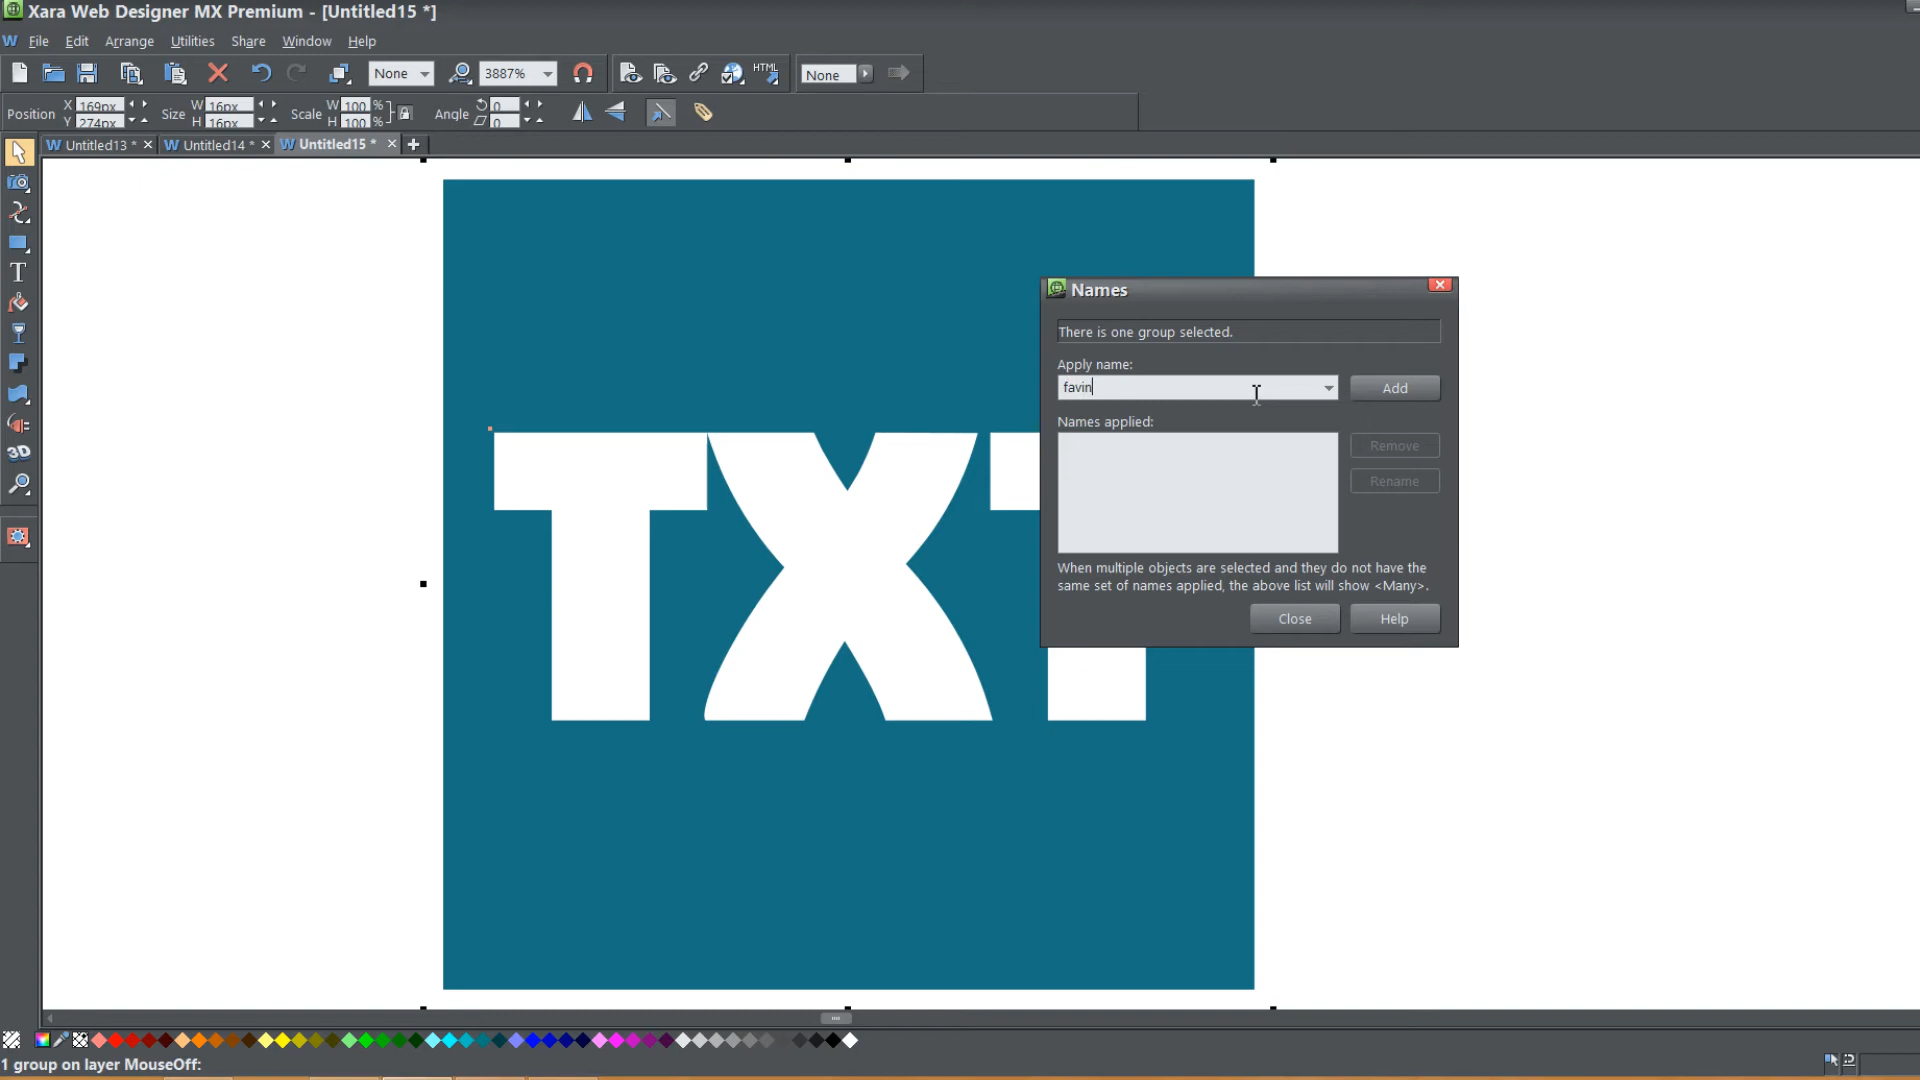 Xara Web Designer MX Premium - [Untitled15 *]
W File Edit Arrange Utilities Share Window Help
None 3887% HTML None
Position X 169px Y 274px Size W 16px H 16px Scale W 100 % H 100 % Angle 0 0
W Untitled13 * W Untitled14 * W Untitled15 *
T
3D
TXT
Names
There is one group selected.
Apply name:
favin Add
Names applied:
Remove
Rename
When multiple objects are selected and they do not have the
same set of names applied, the above list will show <Many>.
Close Help
1 group on layer MouseOff: